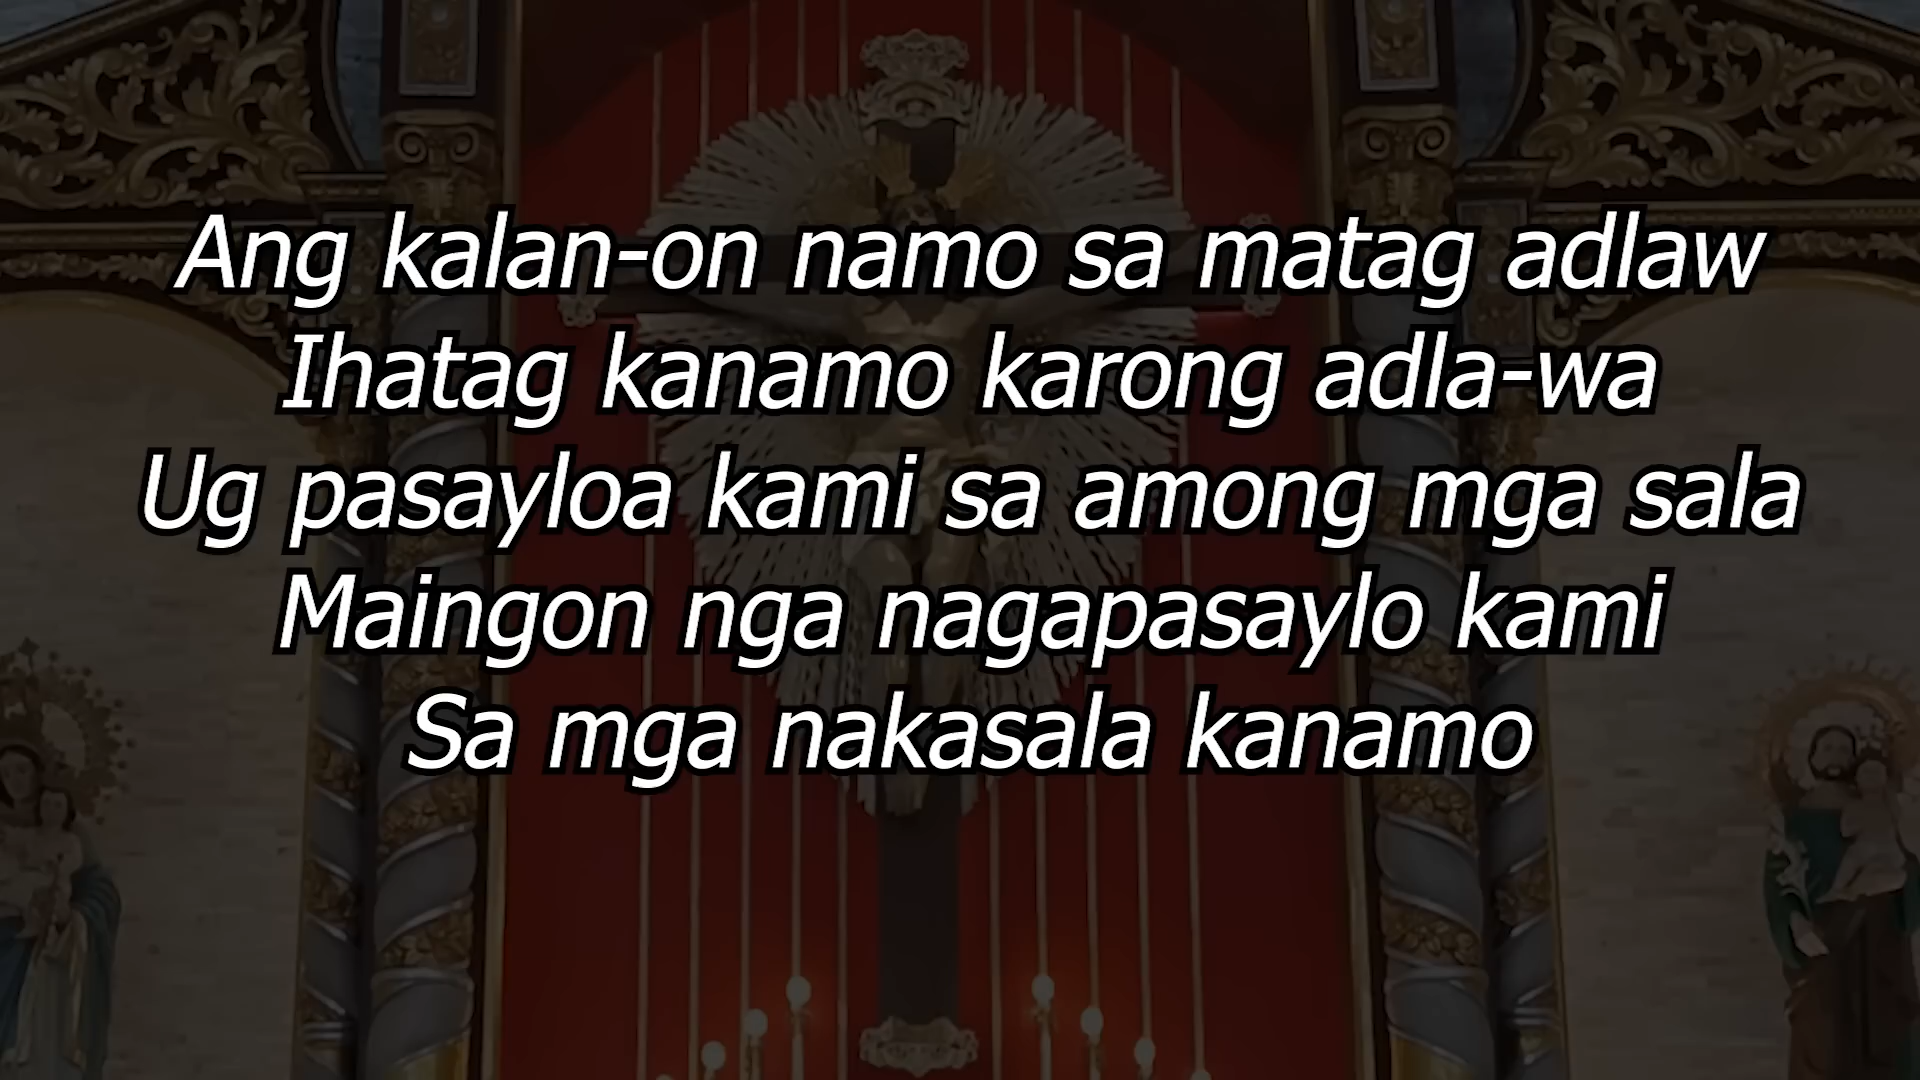 Ang kalan-on namo sa matag adlaw
Ihatag kanamo karong adla-wa
Ug pasayloa kami sa among mga sala
Maingon nga nagapasaylo kami
Sa mga nakasala kanamo